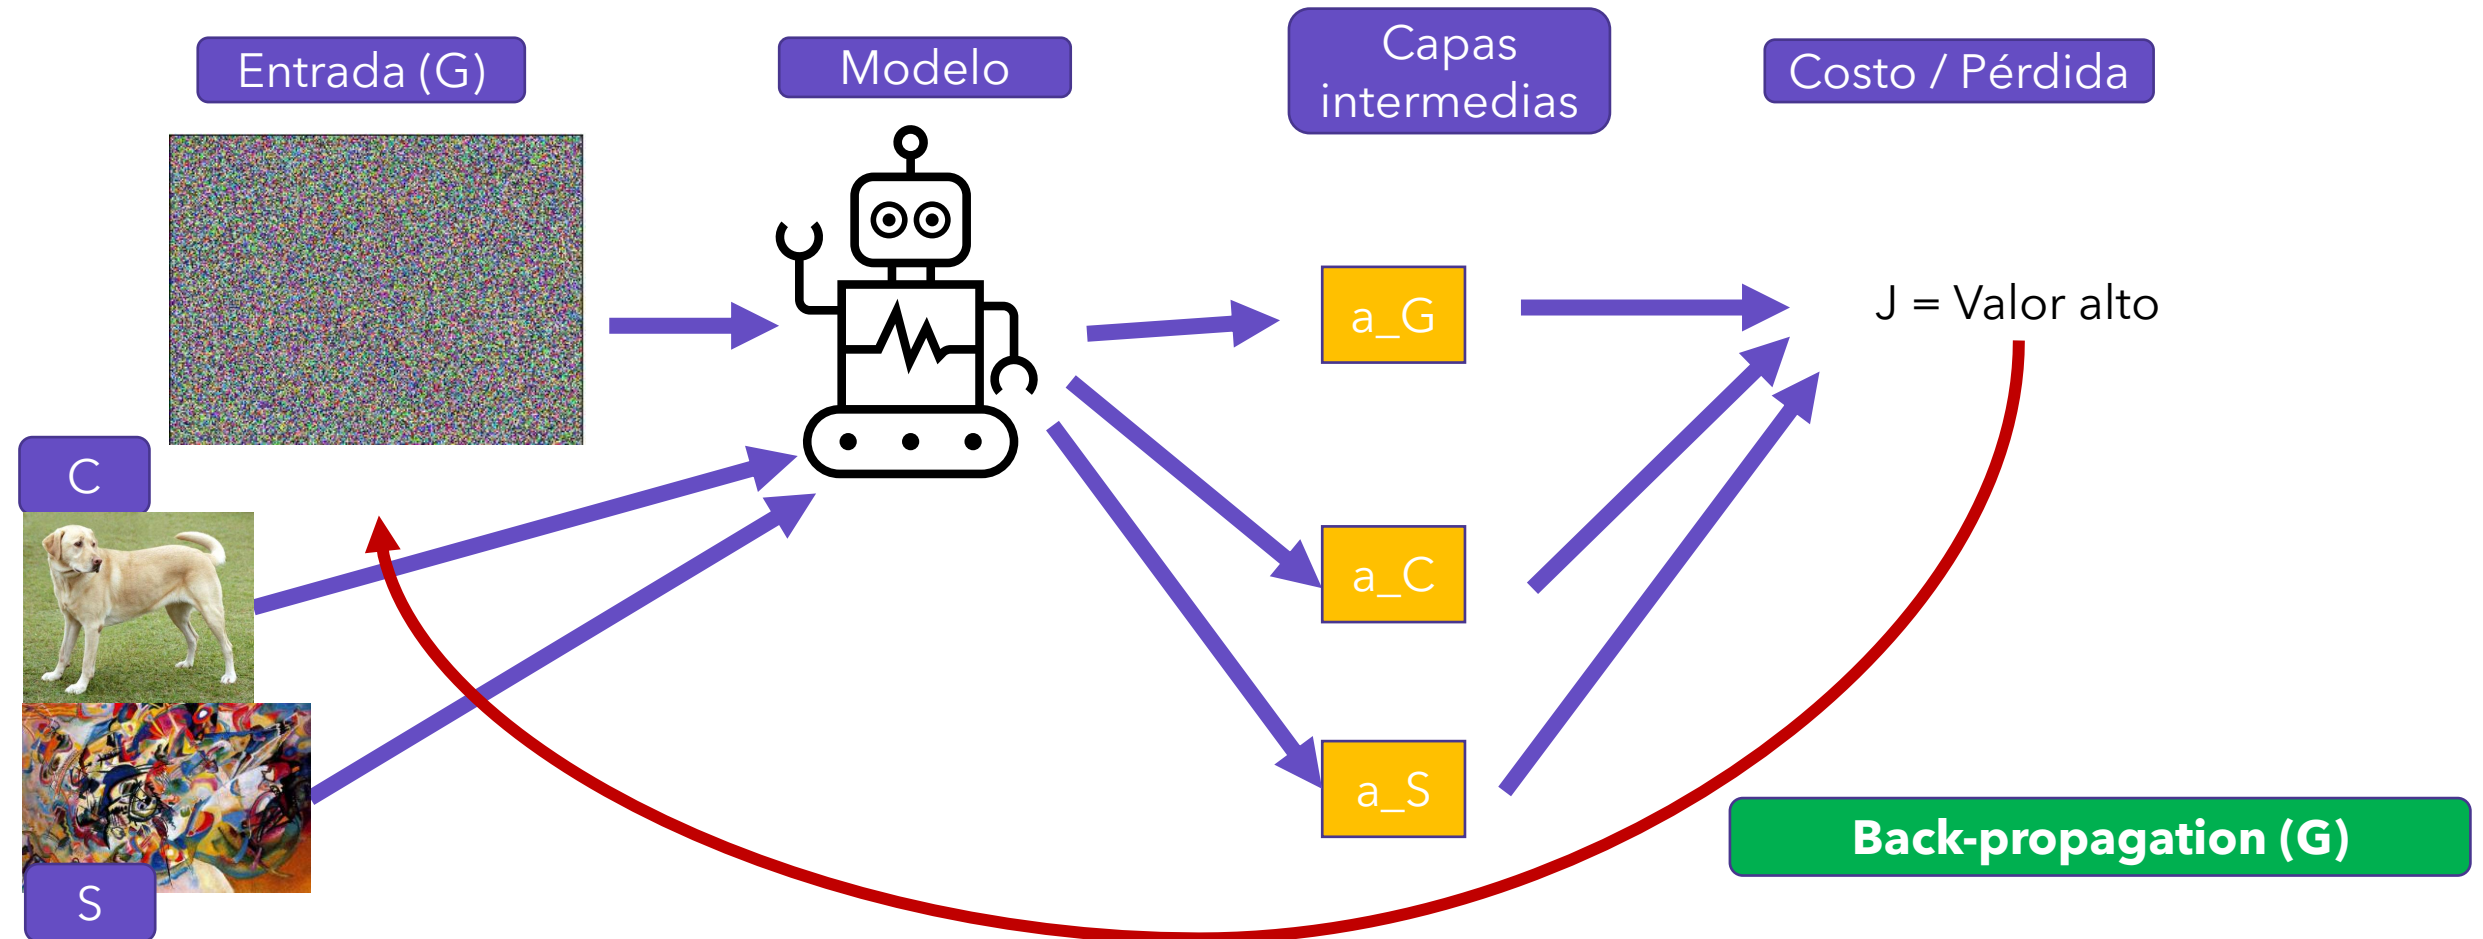 Entrada (G)
Modelo
Capas
intermedias
Costo / Pérdida
a_G
J = Valor alto
C
a_C
a_S
Back-propagation (G)
S